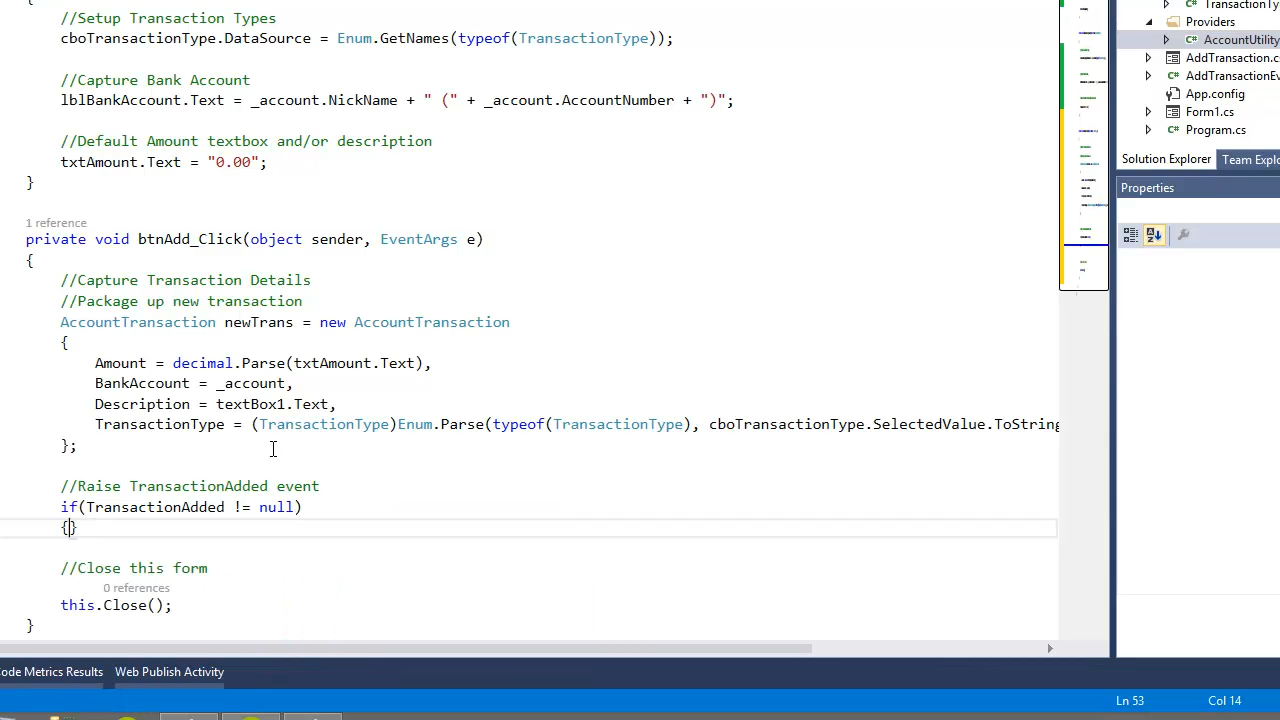 {
//Setup Transaction Types
cboTransactionType.DataSource = Enum.GetNames(typeof(TransactionType));
//Capture Bank Account
lblBankAccount.Text = _account.NickName + " (" + _account.AccountNumber + ")";
//Default Amount textbox and/or description
txtAmount.Text = "0.00";
}
1 reference
private void btnAdd_Click(object sender, EventArgs e)
{
//Capture Transaction Details
//Package up new transaction
AccountTransaction newTrans = new AccountTransaction
{
Amount = decimal.Parse(txtAmount.Text),
BankAccount = _account,
Description = textBox1.Text,
TransactionType = (TransactionType)Enum.Parse(typeof(TransactionType), cboTransactionType.SelectedValue.ToString
};
//Raise TransactionAdded event
if(TransactionAdded != null)
{}
//Close this form
0 references
this.Close();
}
TransactionTy
Providers
C# AccountEntity
AddTransaction.cs
C# AddTransactionEv
App.config
Form1.cs
C# Program.cs
Solution Explorer Team Explo
Properties
ode Metrics Results Web Publish Activity
Ln 53 Col 14